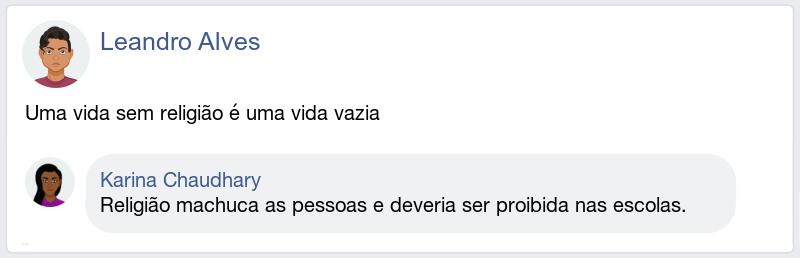 Leandro Alves
Uma vida sem religião é uma vida vazia
Karina Chaudhary
Religião machuca as pessoas e deveria ser proibida nas escolas.